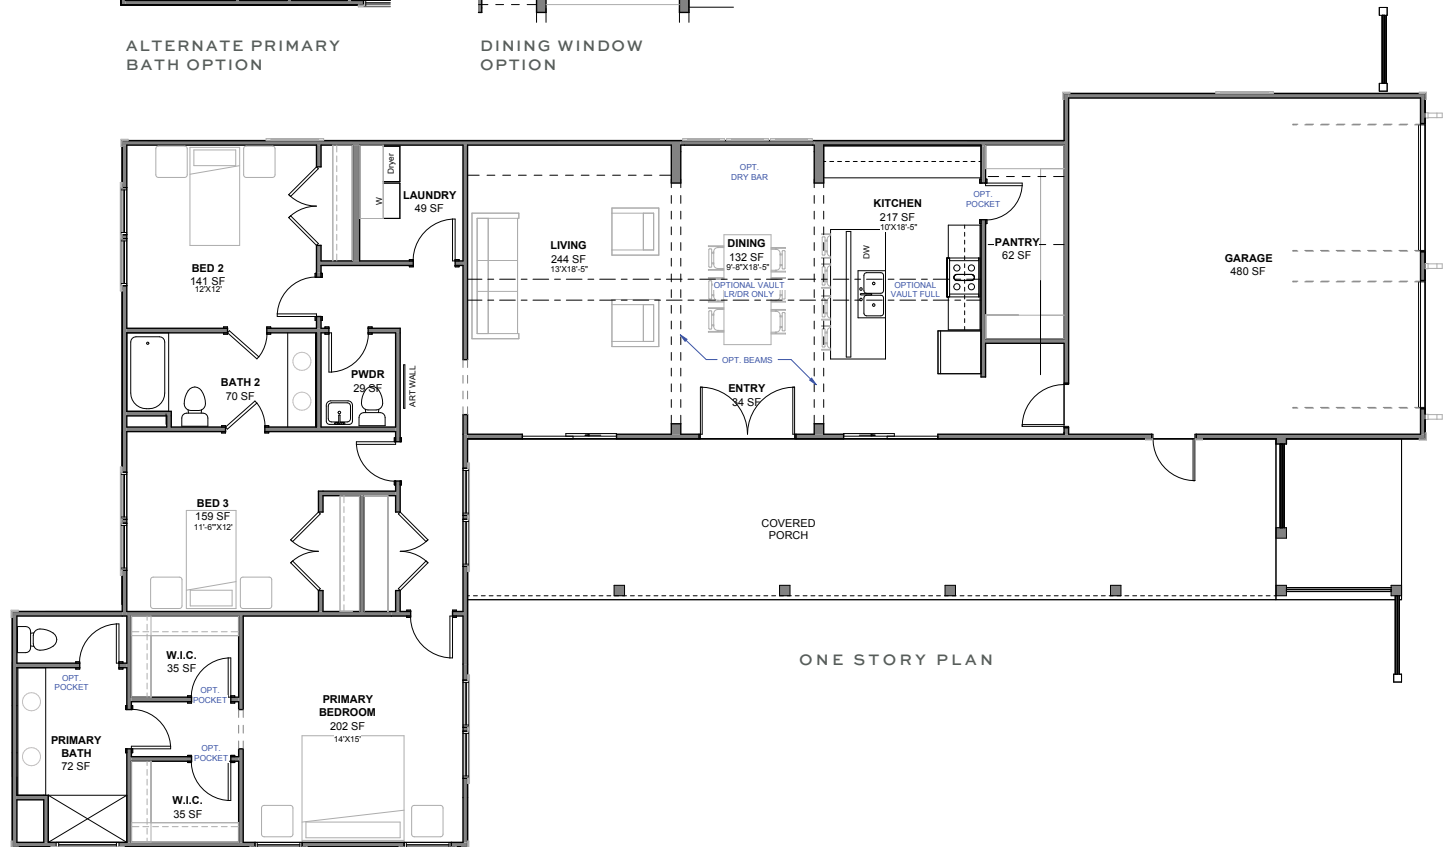 ALTERNATE PRIMARY
BATH OPTION
DINING WINDOW
OPTION
BED 2
141 SF
12'X12'
Dryer
W
LAUNDRY
49 SF
LIVING
244 SF
13'X18'-5"
OPT.
DRY BAR
DINING
132 SF
9'-8"X18'-5"
OPTIONAL VAULT
LR/DR ONLY
KITCHEN
217 SF
10'X18'-5"
DW
OPTIONAL
VAULT FULL
OPT.
POCKET
PANTRY
62 SF
GARAGE
480 SF
BATH 2
70 SF
PWDR
29 SF
ART WALL
OPT. BEAMS
ENTRY
34 SF
BED 3
159 SF
11'-6"X12'
COVERED
PORCH
W.I.C.
35 SF
OPT.
POCKET
OPT.
POCKET
PRIMARY
BATH
72 SF
OPT.
POCKET
W.I.C.
35 SF
PRIMARY
BEDROOM
202 SF
14'X15'
ONE STORY PLAN